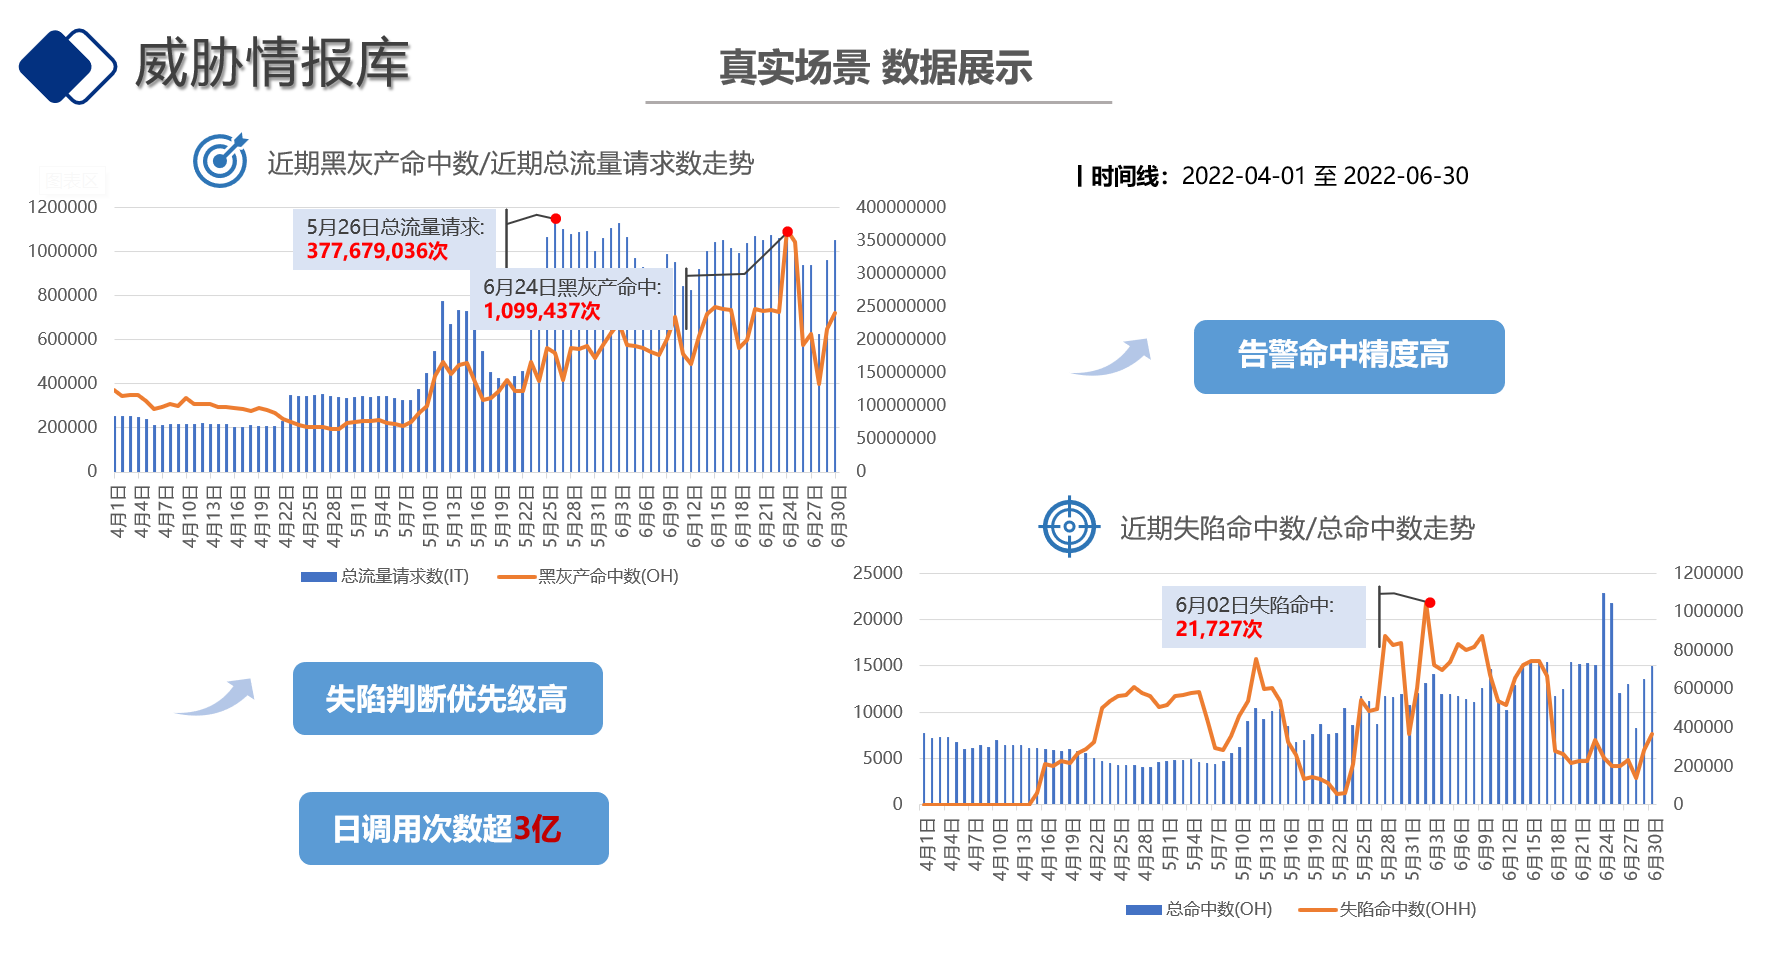 威胁情报库
真实场景 数据展示
近期黑灰产命中数/近期总流量请求数走势
图表区
时间线：2022-04-01 至 2022-06-30
1200000
1000000
800000
600000
400000
200000
0
5月26日总流量请求:
377,679,036次
6月24日黑灰产命中:
1,099,437次
400000000
350000000
300000000
250000000
200000000
150000000
100000000
50000000
0
4月1日
4月4日
4月7日
4月10日
4月13日
4月16日
4月19日
4月22日
4月25日
4月28日
5月1日
5月4日
5月7日
5月10日
5月13日
5月16日
5月19日
5月22日
5月25日
5月28日
5月31日
6月3日
6月6日
6月9日
6月12日
6月15日
6月18日
6月21日
6月24日
6月27日
6月30日
总流量请求数(IT)
黑灰产命中数(OH)
告警命中精度高
近期失陷命中数/总命中数走势
25000
20000
15000
10000
5000
0
6月02日失陷命中:
21,727次
1200000
1000000
800000
600000
400000
200000
0
4月1日
4月4日
4月7日
4月10日
4月13日
4月16日
4月19日
4月22日
4月25日
4月28日
5月1日
5月4日
5月7日
5月10日
5月13日
5月16日
5月19日
5月22日
5月25日
5月28日
5月31日
6月3日
6月6日
6月9日
6月12日
6月15日
6月18日
6月21日
6月24日
6月27日
6月30日
总命中数(OH)
失陷命中数(OHH)
失陷判断优先级高
日调用次数超3亿